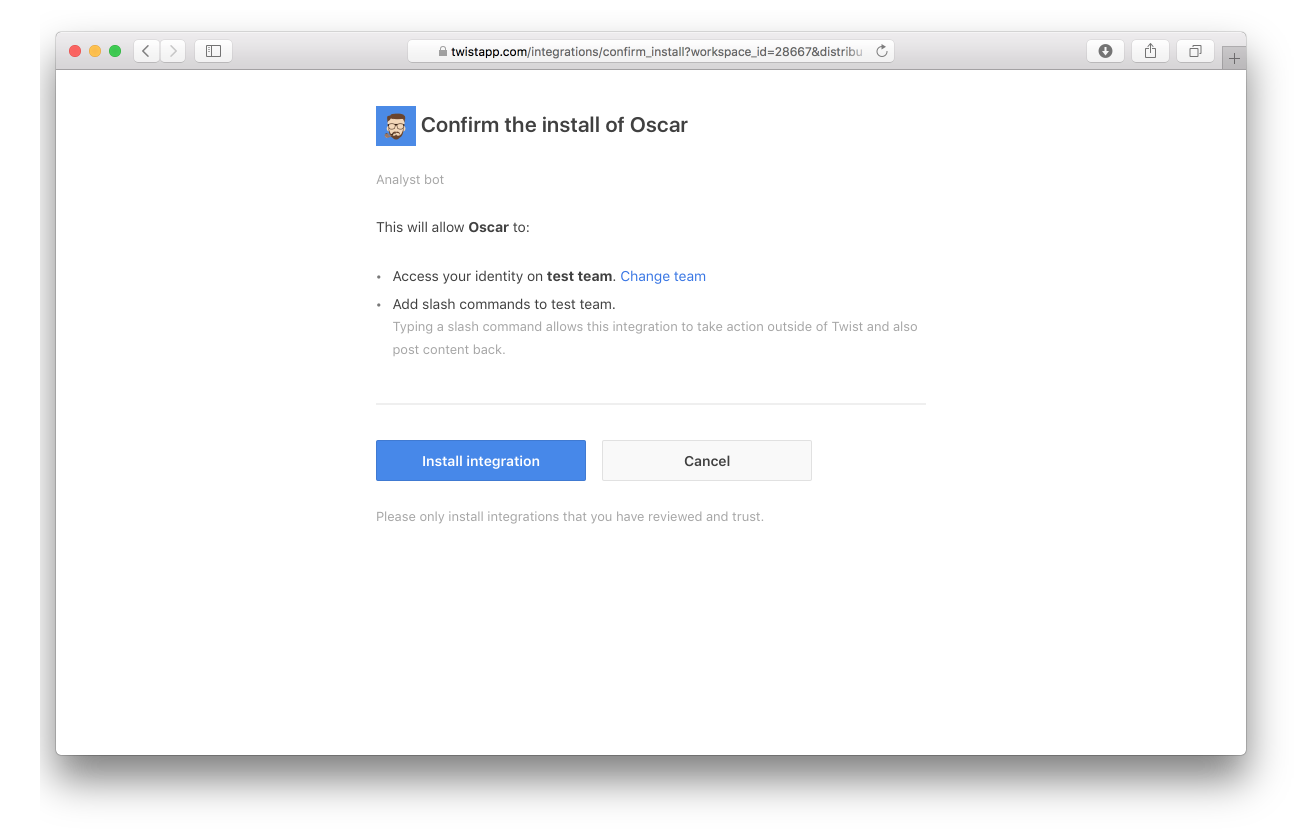 twistapp.com/integrations/confirm_install?workspace_id=28667&distribu
Confirm the install of Oscar
Analyst bot
This will allow Oscar to:
• Access your identity on test team. Change team
• Add slash commands to test team.
Typing a slash command allows this integration to take action outside of Twist and also
post content back.
Install integration Cancel
Please only install integrations that you have reviewed and trust.